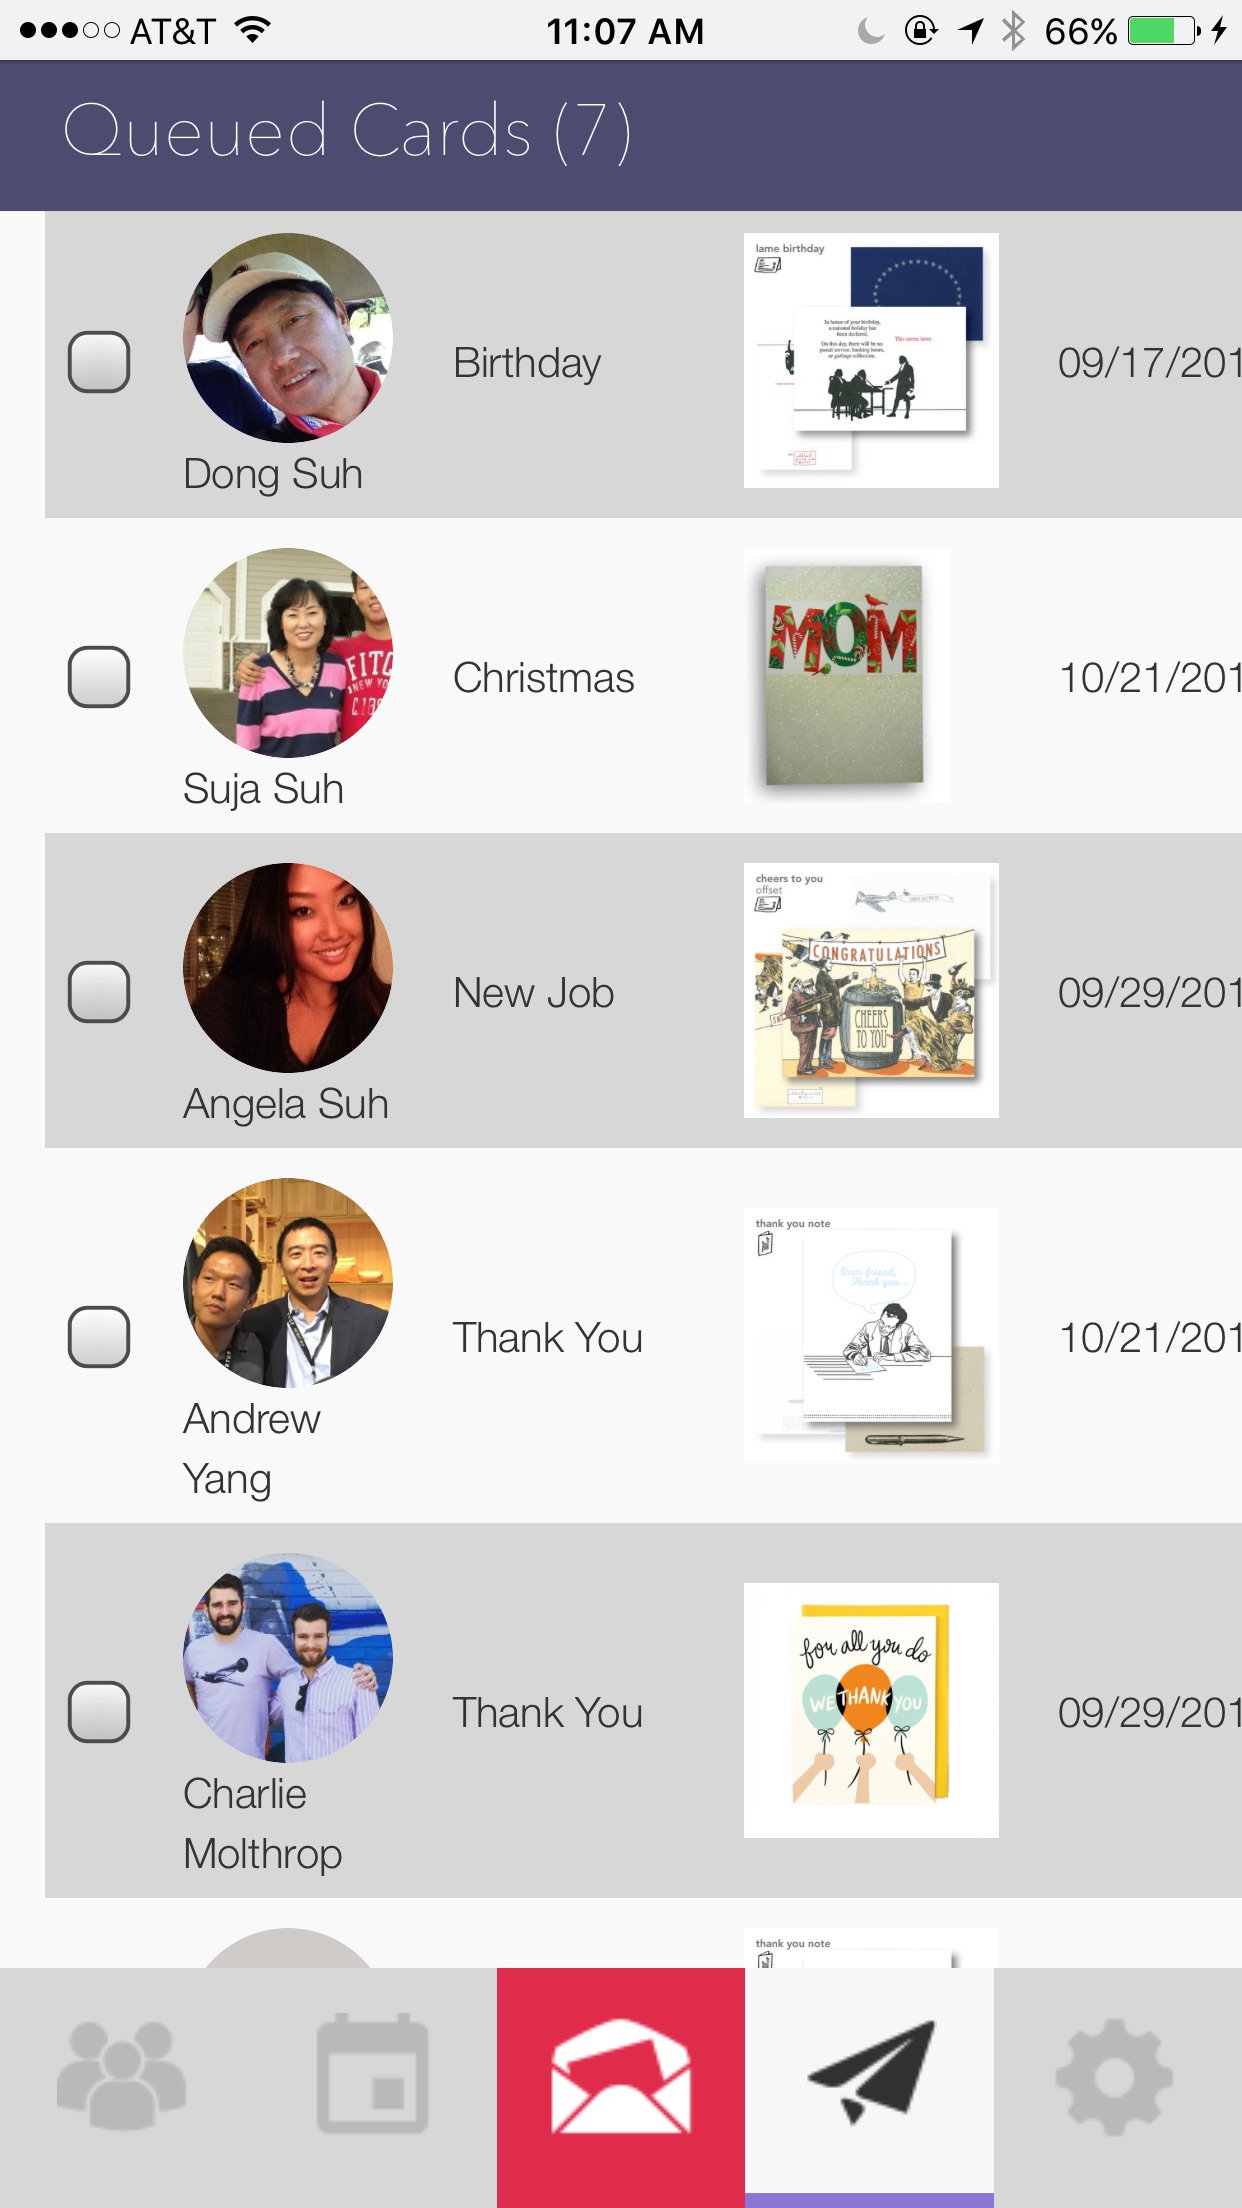 AT&T 11:07 AM 66%
Queued Cards (7)
lame birthday
In honor of your birthday,
a national holiday has
been declared.
On this day, there will be no
postal service, banking hours,
or garbage collection.
This seems lame.
Birthday
09/17/201
Dong Suh
MOM
FITC
NEW YO
C.18
Christmas
10/21/201
Suja Suh
cheers to you
offset
CONGRATULATIONS
CHEERS
TO YOU
New Job
09/29/201
Angela Suh
thank you note
Dear friend,
Thank you...
Thank You
10/21/201
Andrew
Yang
for all you do
WE THANK YOU
Thank You
09/29/201
Charlie
Molthrop
thank you note